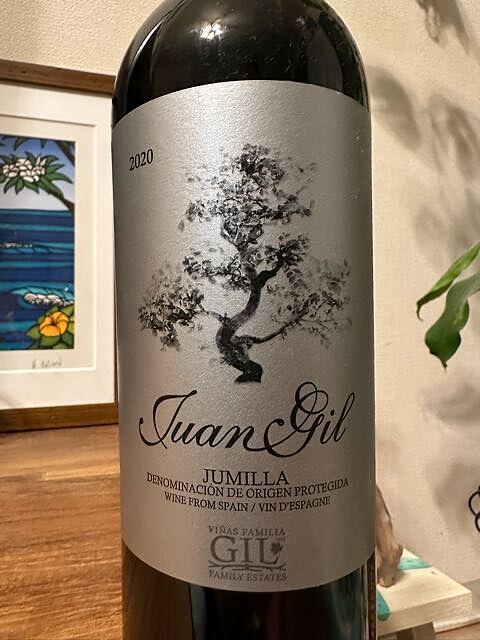 2020
Juan Gil
JUMILLA
DENOMINACIÓN DE ORIGEN PROTEGIDA
WINE FROM SPAIN / VIN D'ESPAGNE
VIÑAS FAMILIA
GIL
FAMILY ESTATES